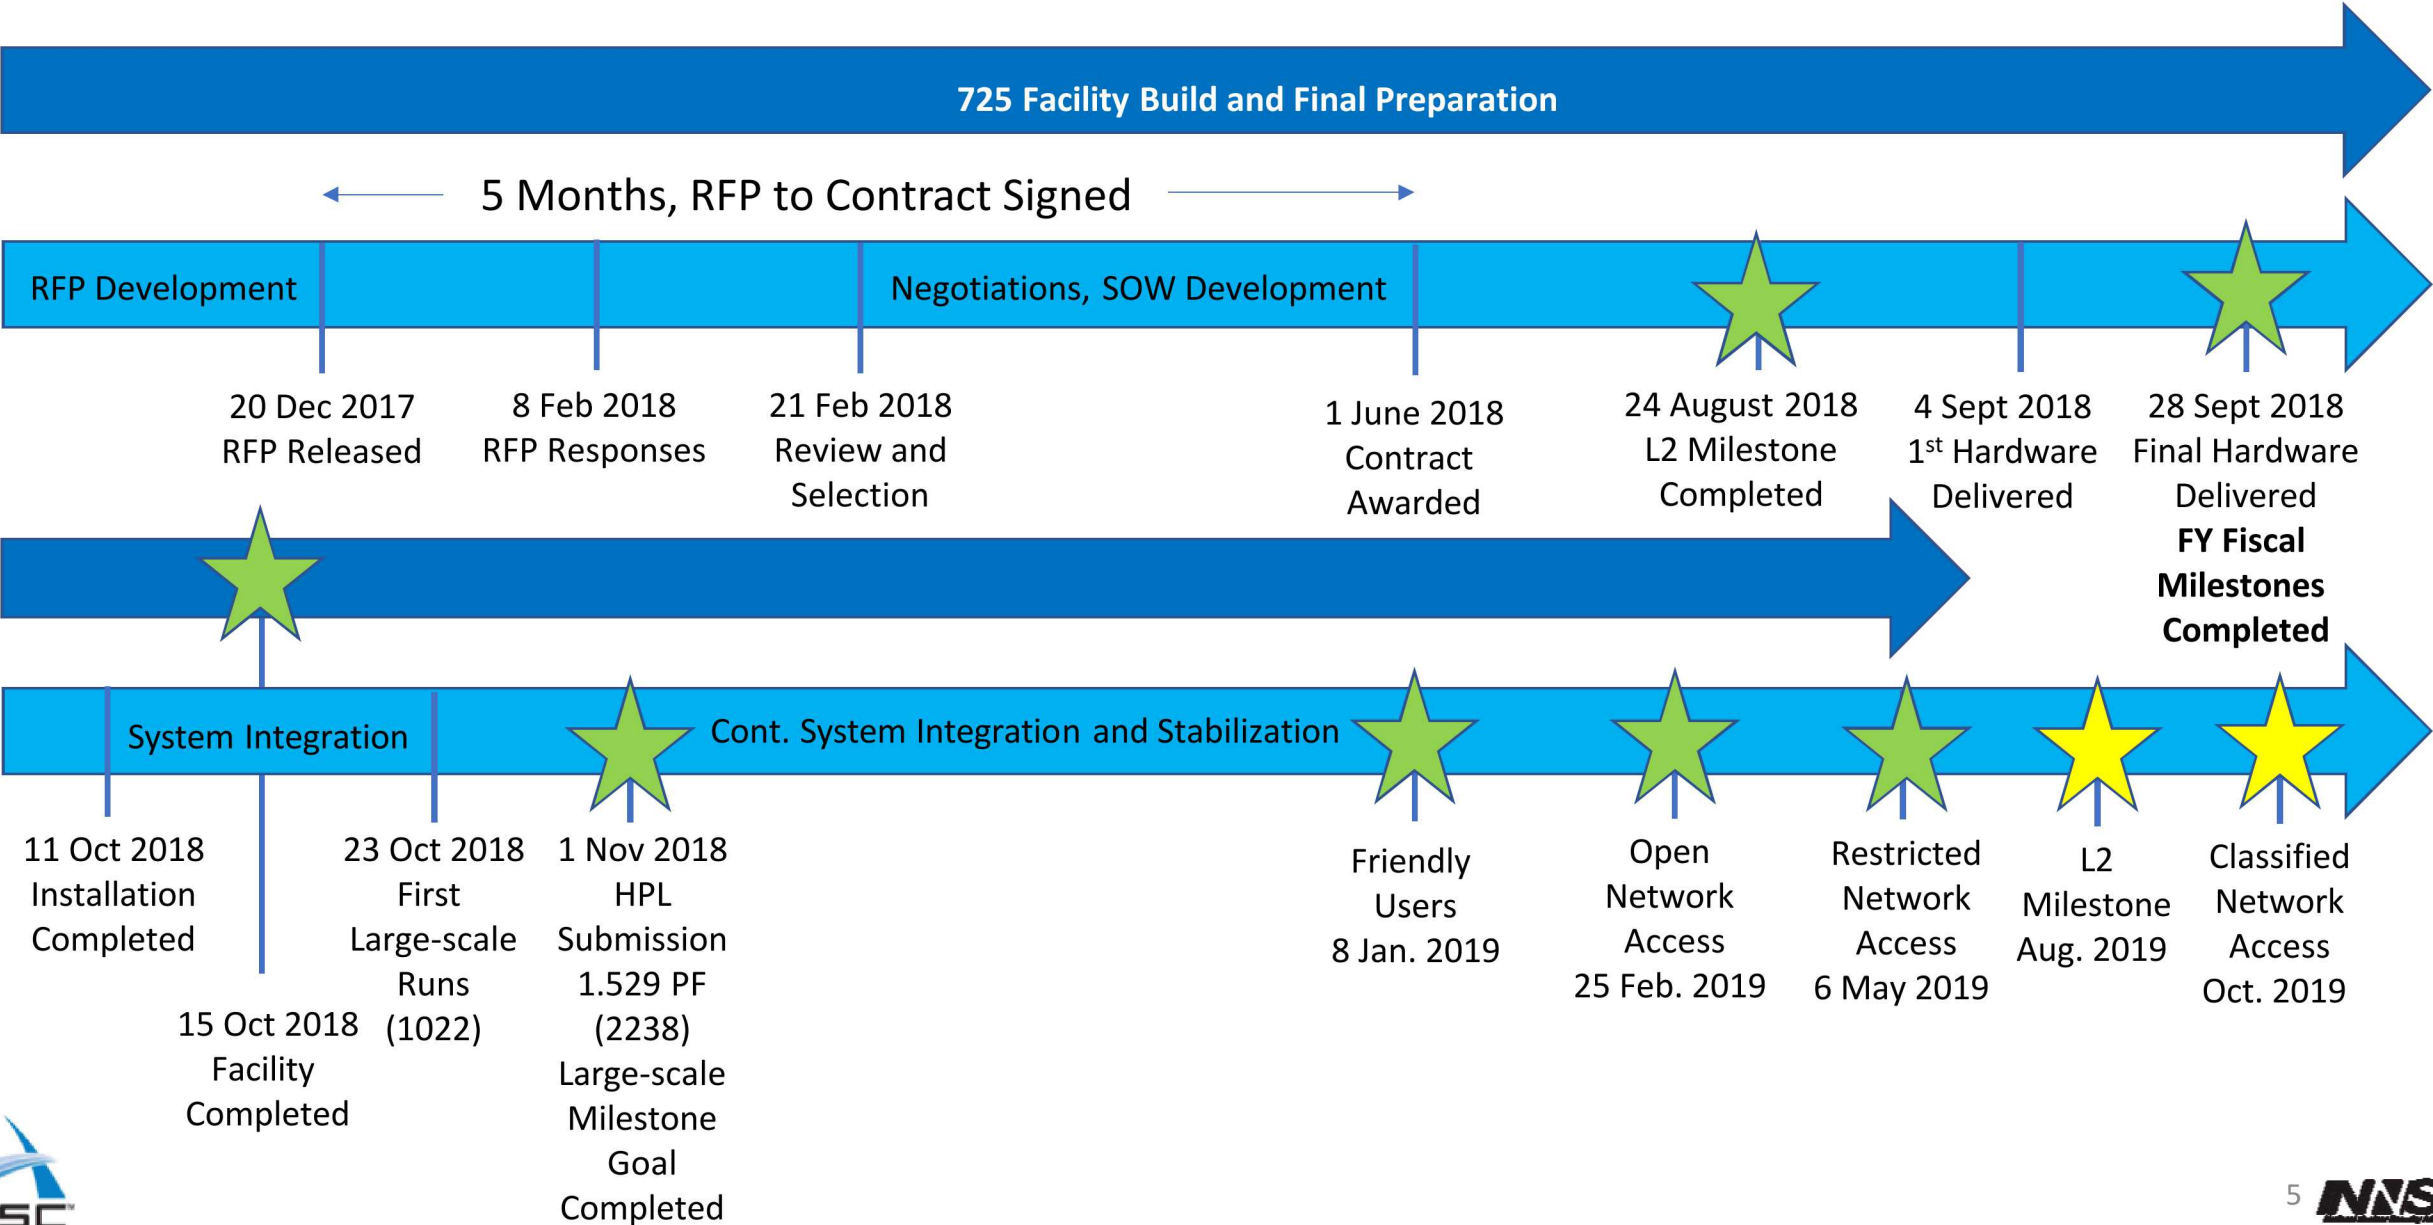 725 Facility Build and Final Preparation
5 Months, RFP to Contract Signed
RFP Development
Negotiations, SOW Development
20 Dec 2017
RFP Released
8 Feb 2018
RFP Responses
21 Feb 2018
Review and
Selection
1 June 2018
Contract
Awarded
24 August 2018
L2 Milestone
Completed
4 Sept 2018
1st Hardware
Delivered
28 Sept 2018
Final Hardware
Delivered
FY Fiscal
Milestones
Completed
System Integration
Cont. System Integration and Stabilization
11 Oct 2018
Installation
Completed
15 Oct 2018
Facility
Completed
23 Oct 2018
First
Large-scale
Runs
(1022)
1 Nov 2018
HPL
Submission
1.529 PF
(2238)
Large-scale
Milestone
Goal
Completed
Friendly
Users
8 Jan. 2019
Open
Network
Access
25 Feb. 2019
Restricted
Network
Access
6 May 2019
L2
Milestone
Aug. 2019
Classified
Network
Access
Oct. 2019
5
NNS